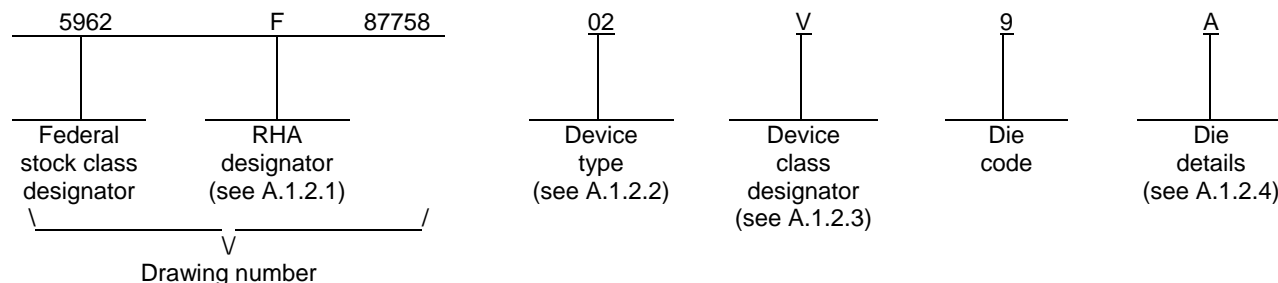 5962 F 87758 02 V 9 A
Federal stock class designator
RHA designator (see A.1.2.1)
Device type (see A.1.2.2)
Device class designator (see A.1.2.3)
Die code
Die details (see A.1.2.4)
Drawing number